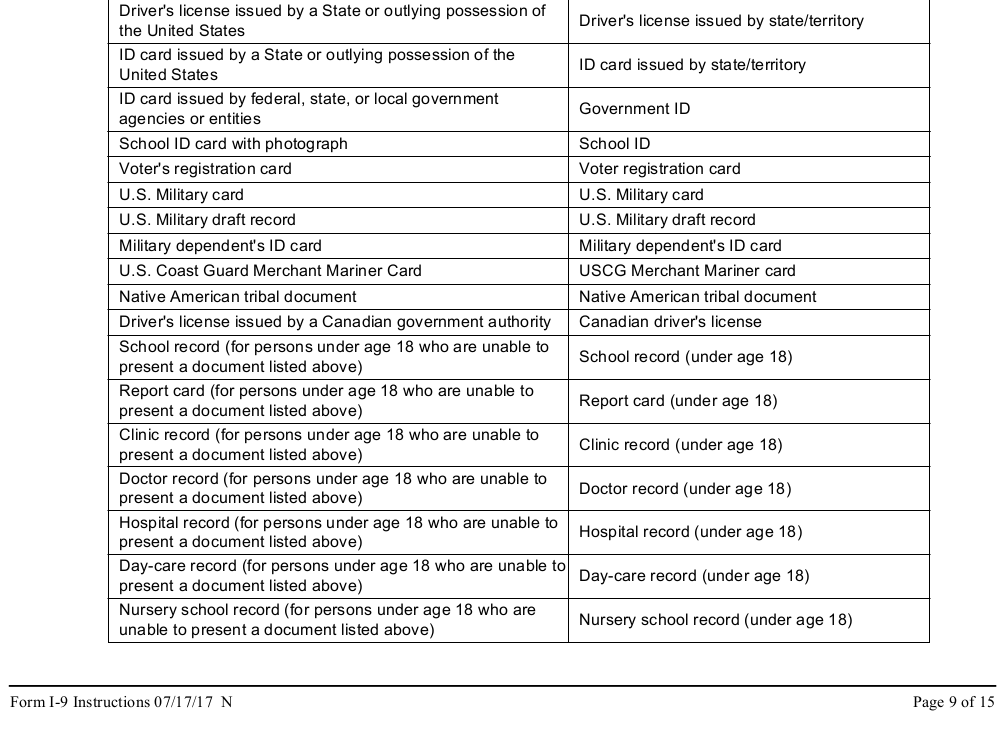 Driver's license issued by a State or outlying possession of
the United States
Driver's license issued by state/territory
ID card issued by a State or outlying possession of the
United States
ID card issued by state/territory
ID card issued by federal, state, or local government
agencies or entities
Government ID
School ID card with photograph
School ID
Voter's registration card
Voter registration card
U.S. Military card
U.S. Military card
U.S. Military draft record
U.S. Military draft record
Military dependent's ID card
Military dependent's ID card
U.S. Coast Guard Merchant Mariner Card
USCG Merchant Mariner card
Native American tribal document
Native American tribal document
Driver's license issued by a Canadian government authority
Canadian driver's license
School record (for persons under age 18 who are unable to
present a document listed above)
School record (under age 18)
Report card (for persons under age 18 who are unable to
present a document listed above)
Report card (under age 18)
Clinic record (for persons under age 18 who are unable to
present a document listed above)
Clinic record (under age 18)
Doctor record (for persons under age 18 who are unable to
present a document listed above)
Doctor record (under age 18)
Hospital record (for persons under age 18 who are unable to
present a document listed above)
Hospital record (under age 18)
Day-care record (for persons under age 18 who are unable to
present a document listed above)
Day-care record (under age 18)
Nursery school record (for persons under age 18 who are
unable to present a document listed above)
Nursery school record (under age 18)
Form I-9 Instructions 07/17/17 N
Page 9 of 15